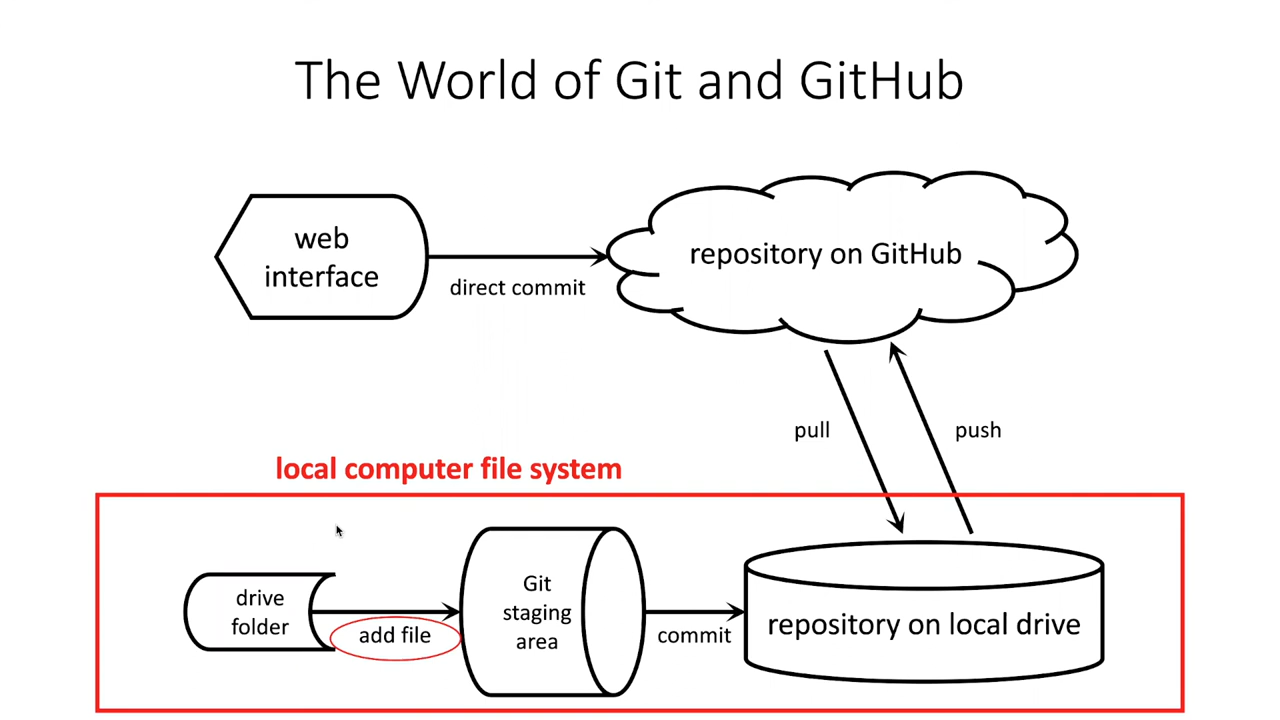 The World of Git and GitHub
web
interface
direct commit
repository on GitHub
pull
push
local computer file system
drive
folder
add file
Git
staging
area
commit
repository on local drive